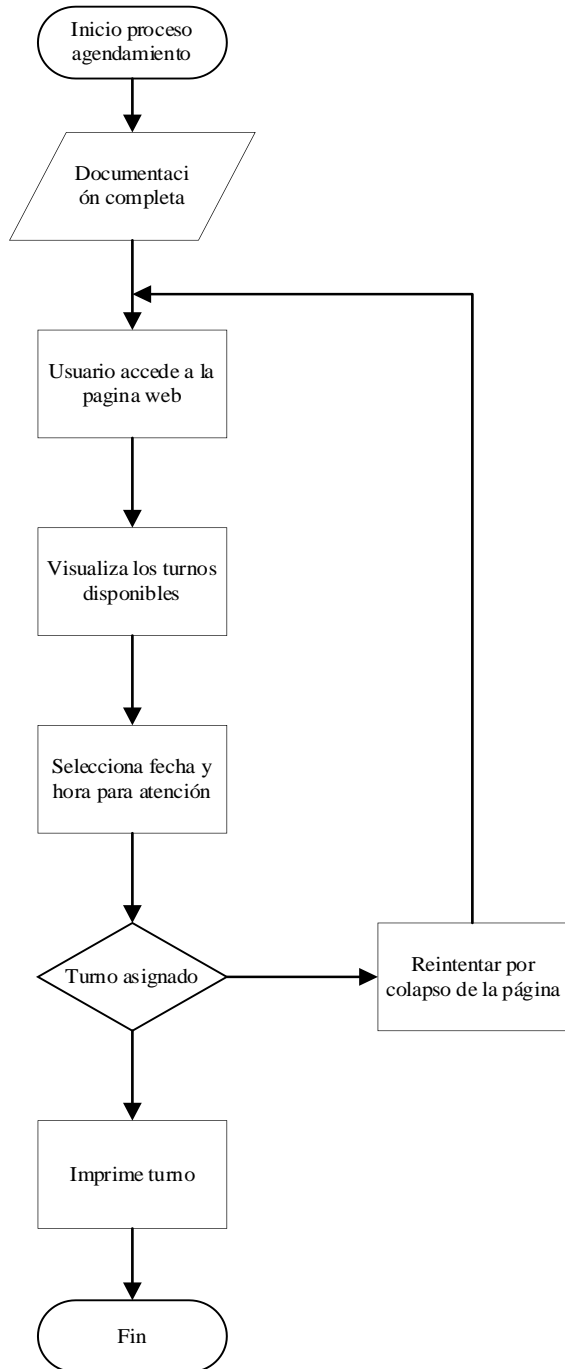 Inicio proceso
agendamiento
Documentaci
ón completa
Usuario accede a la
pagina web
Visualiza los turnos
disponibles
Selecciona fecha y
hora para atención
Turno asignado
Reintentar por
colapso de la página
Imprime turno
Fin